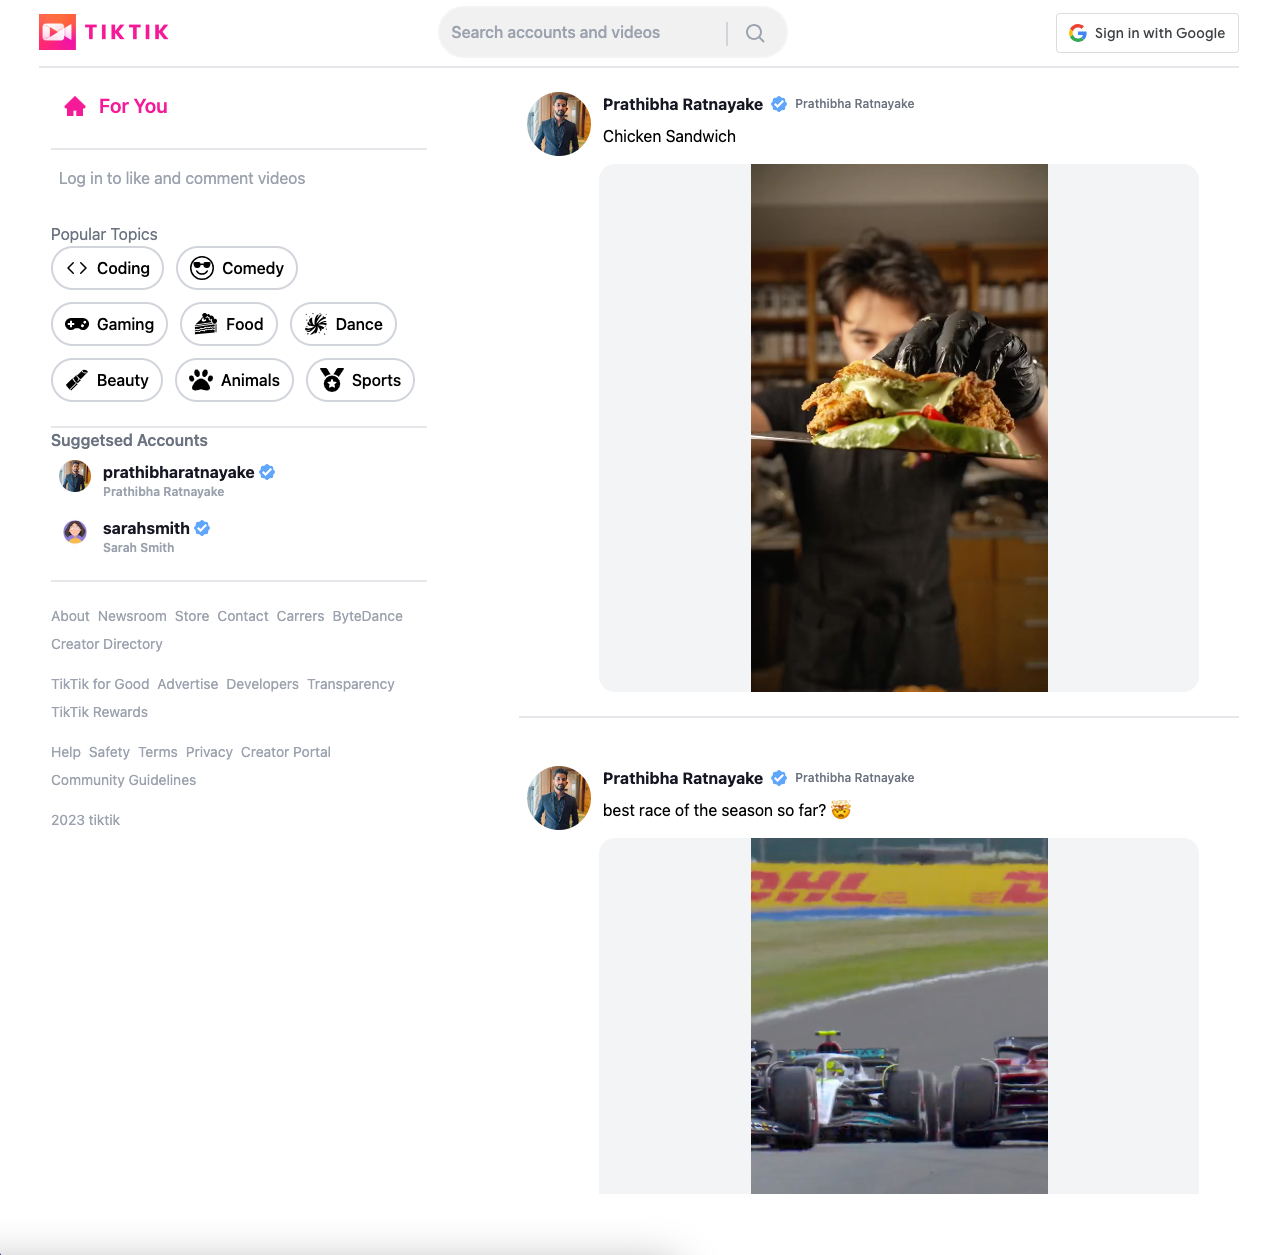 TIKTIK
Search accounts and videos
Sign in with Google
For You
Log in to like and comment videos
Popular Topics
Coding
Comedy
Gaming
Food
Dance
Beauty
Animals
Sports
Suggetsed Accounts
prathibharatnayake
Prathibha Ratnayake
sarahsmith
Sarah Smith
About Newsroom Store Contact Carrers ByteDance
Creator Directory
TikTik for Good Advertise Developers Transparency
TikTik Rewards
Help Safety Terms Privacy Creator Portal
Community Guidelines
2023 tiktik
Prathibha Ratnayake Prathibha Ratnayake
Chicken Sandwich
Prathibha Ratnayake Prathibha Ratnayake
best race of the season so far? 🤯
DHL